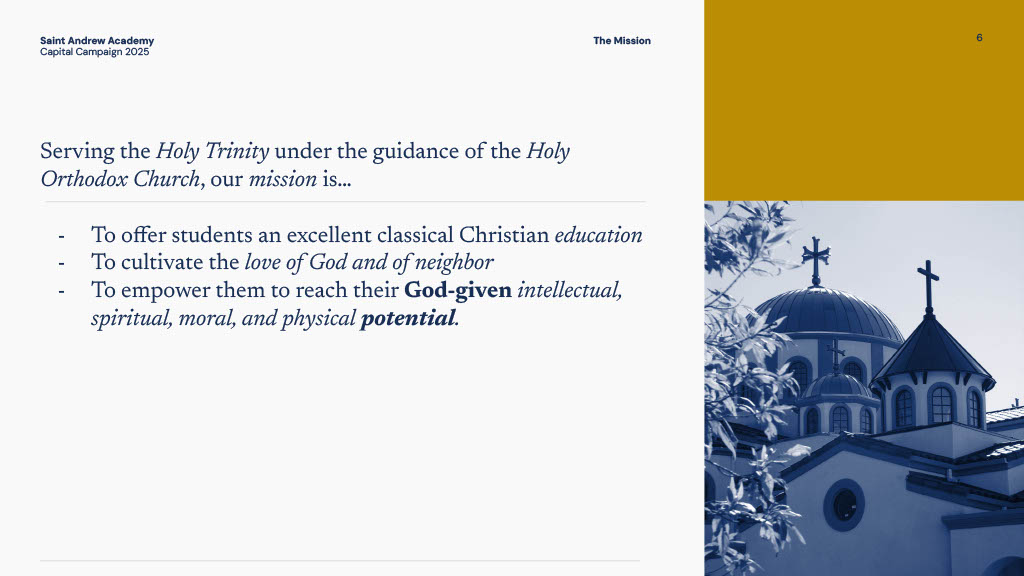 Saint Andrew Academy
Capital Campaign 2025
The Mission
6
Serving the Holy Trinity under the guidance of the Holy
Orthodox Church, our mission is...
- To offer students an excellent classical Christian education
- To cultivate the love of God and of neighbor
- To empower them to reach their God-given intellectual,
spiritual, moral, and physical potential.